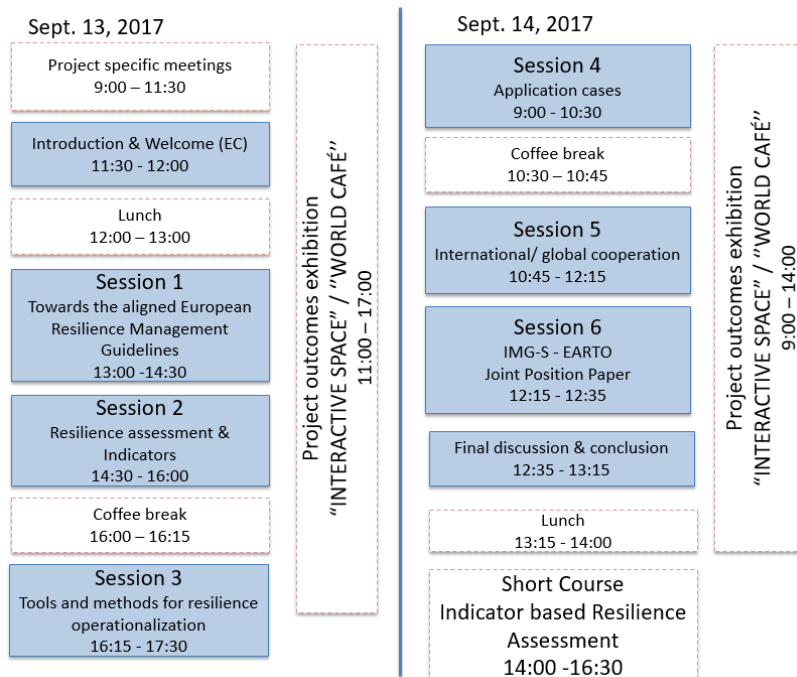 Sept. 13, 2017
Project specific meetings
9:00 – 11:30
Introduction & Welcome (EC)
11:30 - 12:00
Lunch
12:00 – 13:00
Session 1
Towards the aligned European
Resilience Management
Guidelines
13:00 -14:30
Session 2
Resilience assessment &
Indicators
14:30 - 16:00
Coffee break
16:00 – 16:15
Session 3
Tools and methods for resilience
operationalization
16:15 - 17:30
Project outcomes exhibition
“INTERACTIVE SPACE” / ”WORLD CAFÉ”
11:00 – 17:00
Sept. 14, 2017
Session 4
Application cases
9:00 - 10:30
Coffee break
10:30 – 10:45
Session 5
International/ global cooperation
10:45 - 12:15
Session 6
IMG-S - EARTO
Joint Position Paper
12:15 - 12:35
Final discussion & conclusion
12:35 - 13:15
Lunch
13:15 - 14:00
Short Course
Indicator based Resilience
Assessment
14:00 -16:30
Project outcomes exhibition
“INTERACTIVE SPACE” / ”WORLD CAFÉ”
9:00 – 14:00